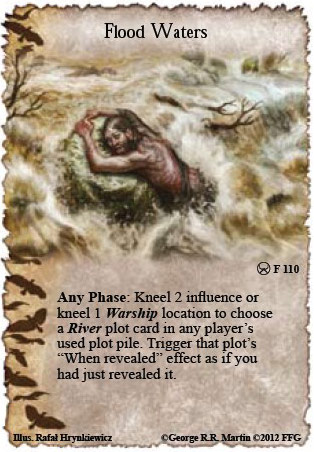 Flood Waters
F 110
Any Phase: Kneel 2 influence or
kneel 1 Warship location to choose
a River plot card in any player's
used plot pile. Trigger that plot's
“When revealed” effect as if you
had just revealed it.
Illus. Rafał Hrynkiewicz ©George R.R. Martin ©2012 FFG